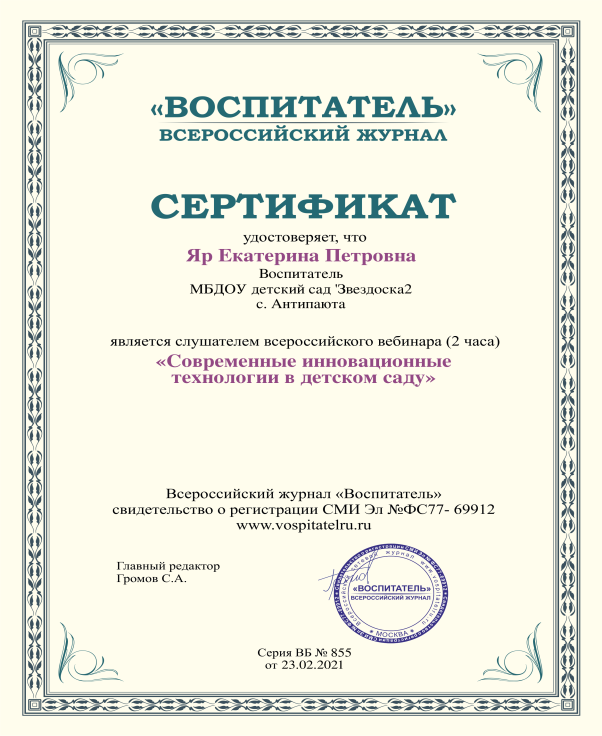 «ВОСПИТАТЕЛЬ»
ВСЕРОССИЙСКИЙ ЖУРНАЛ
СЕРТИФИКАТ
удостоверяет, что
Яр Екатерина Петровна
Воспитатель
МБДОУ детский сад 'Звездоска2
с. Антипаюта
является слушателем всероссийского вебинара (2 часа)
«Современные инновационные
технологии в детском саду»
Всероссийский журнал «Воспитатель»
свидетельство о регистрации СМИ Эл №ФС77- 69912
www.vospitatelru.ru
Главный редактор
Громов С.А.
«ВОСПИТАТЕЛЬ»
ВСЕРОССИЙСКИЙ ЖУРНАЛ
* МОСКВА *
Серия ВБ № 855
от 23.02.2021